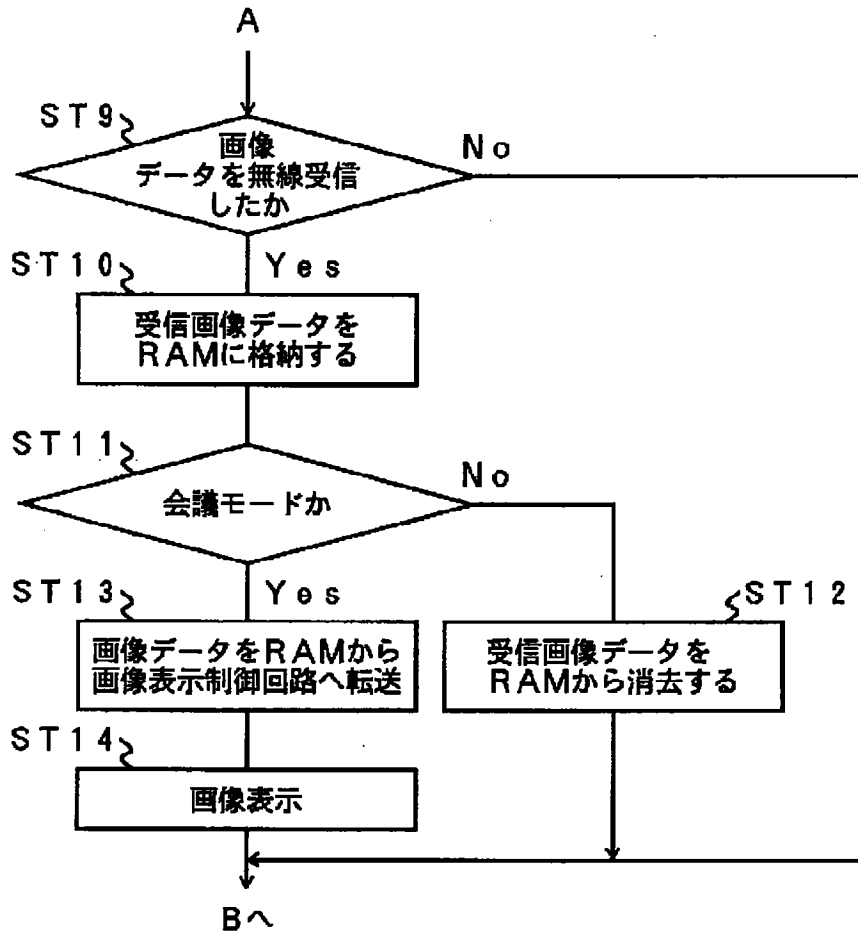 A
ST9
画像
データを無線受信
したか
No
ST10
Yes
受信画像データを
RAMに格納する
ST11
会議モードか
No
ST13
Yes
画像データをRAMから
画像表示制御回路へ転送
ST12
受信画像データを
RAMから消去する
ST14
画像表示
Bへ